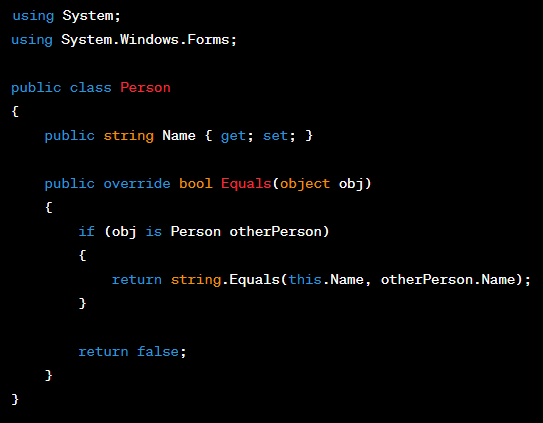 using System;
using System.Windows.Forms;
public class Person
{
    public string Name { get; set; }
    public override bool Equals(object obj)
    {
        if (obj is Person otherPerson)
        {
            return string.Equals(this.Name, otherPerson.Name);
        }
        return false;
    }
}